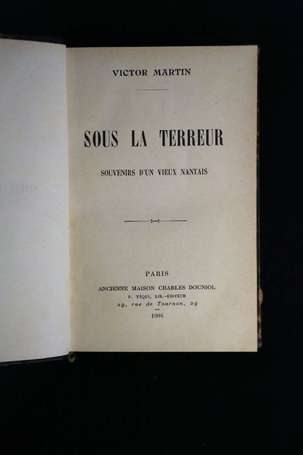 VICTOR MARTIN
SOUS LA TERREUR
SOUVENIRS D'UN VIEUX NANTAIS
PARIS
ANCIENNE MAISON CHARLES DOUNIOL
P. TÉQUI, LIB.-ÉDITEUR
29, rue de Tournon, 29